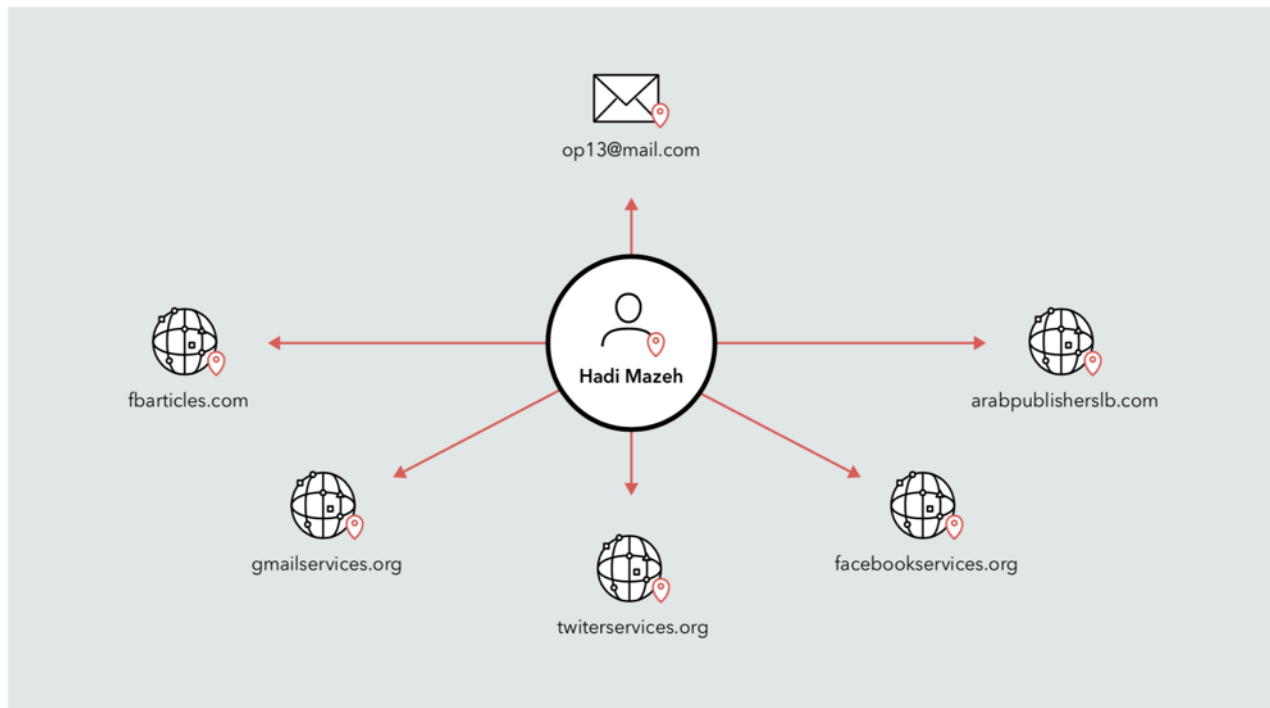 op13@mail.com
Hadi Mazeh
fbarticles.com
arabpublisherslb.com
gmailservices.org
facebookservices.org
twiterservices.org